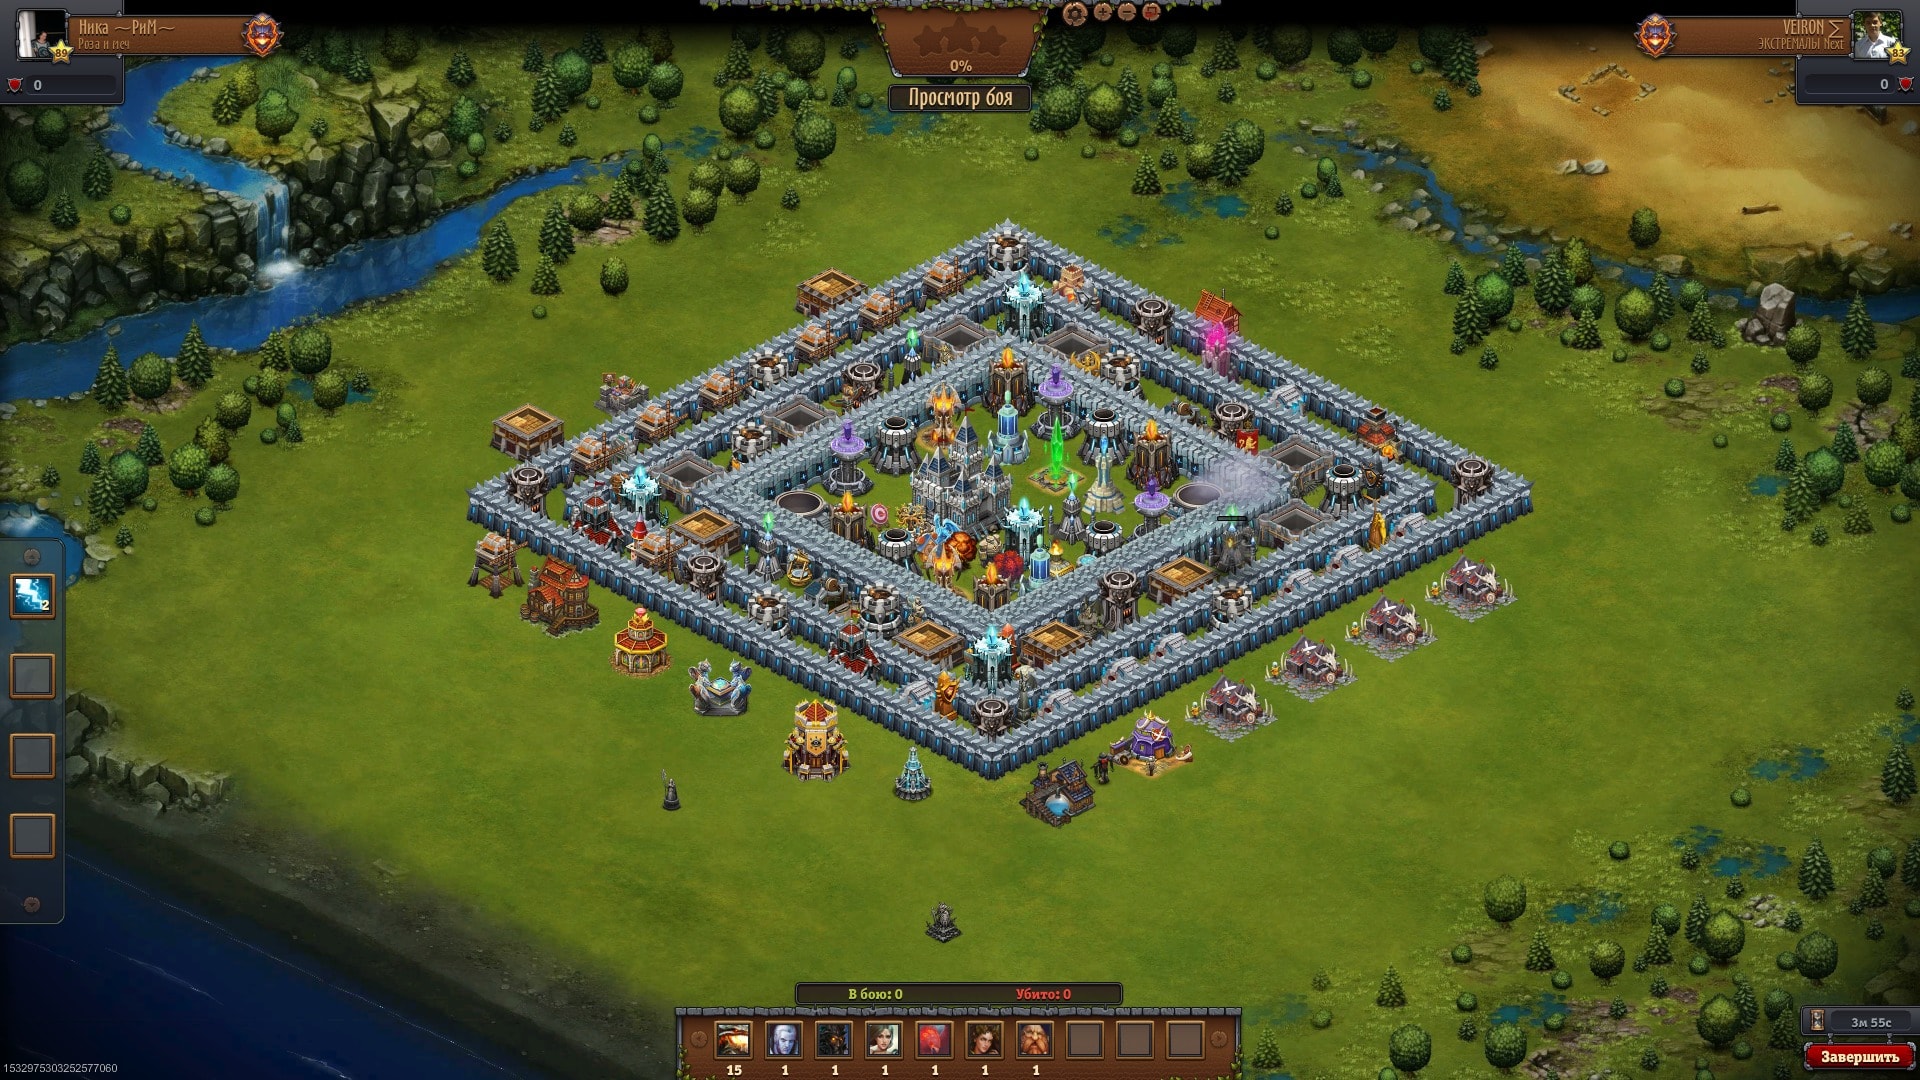 Ника ~РиМ~
Роза и меч
89
0
0%
Просмотр боя
VEIRON Σ
ЭКСТРЕМАЛЫ Next
83
0
2
В бою: 0 Убито: 0
15 1 1 1 1 1 1
3м 55с
Завершить
1532975303252577060